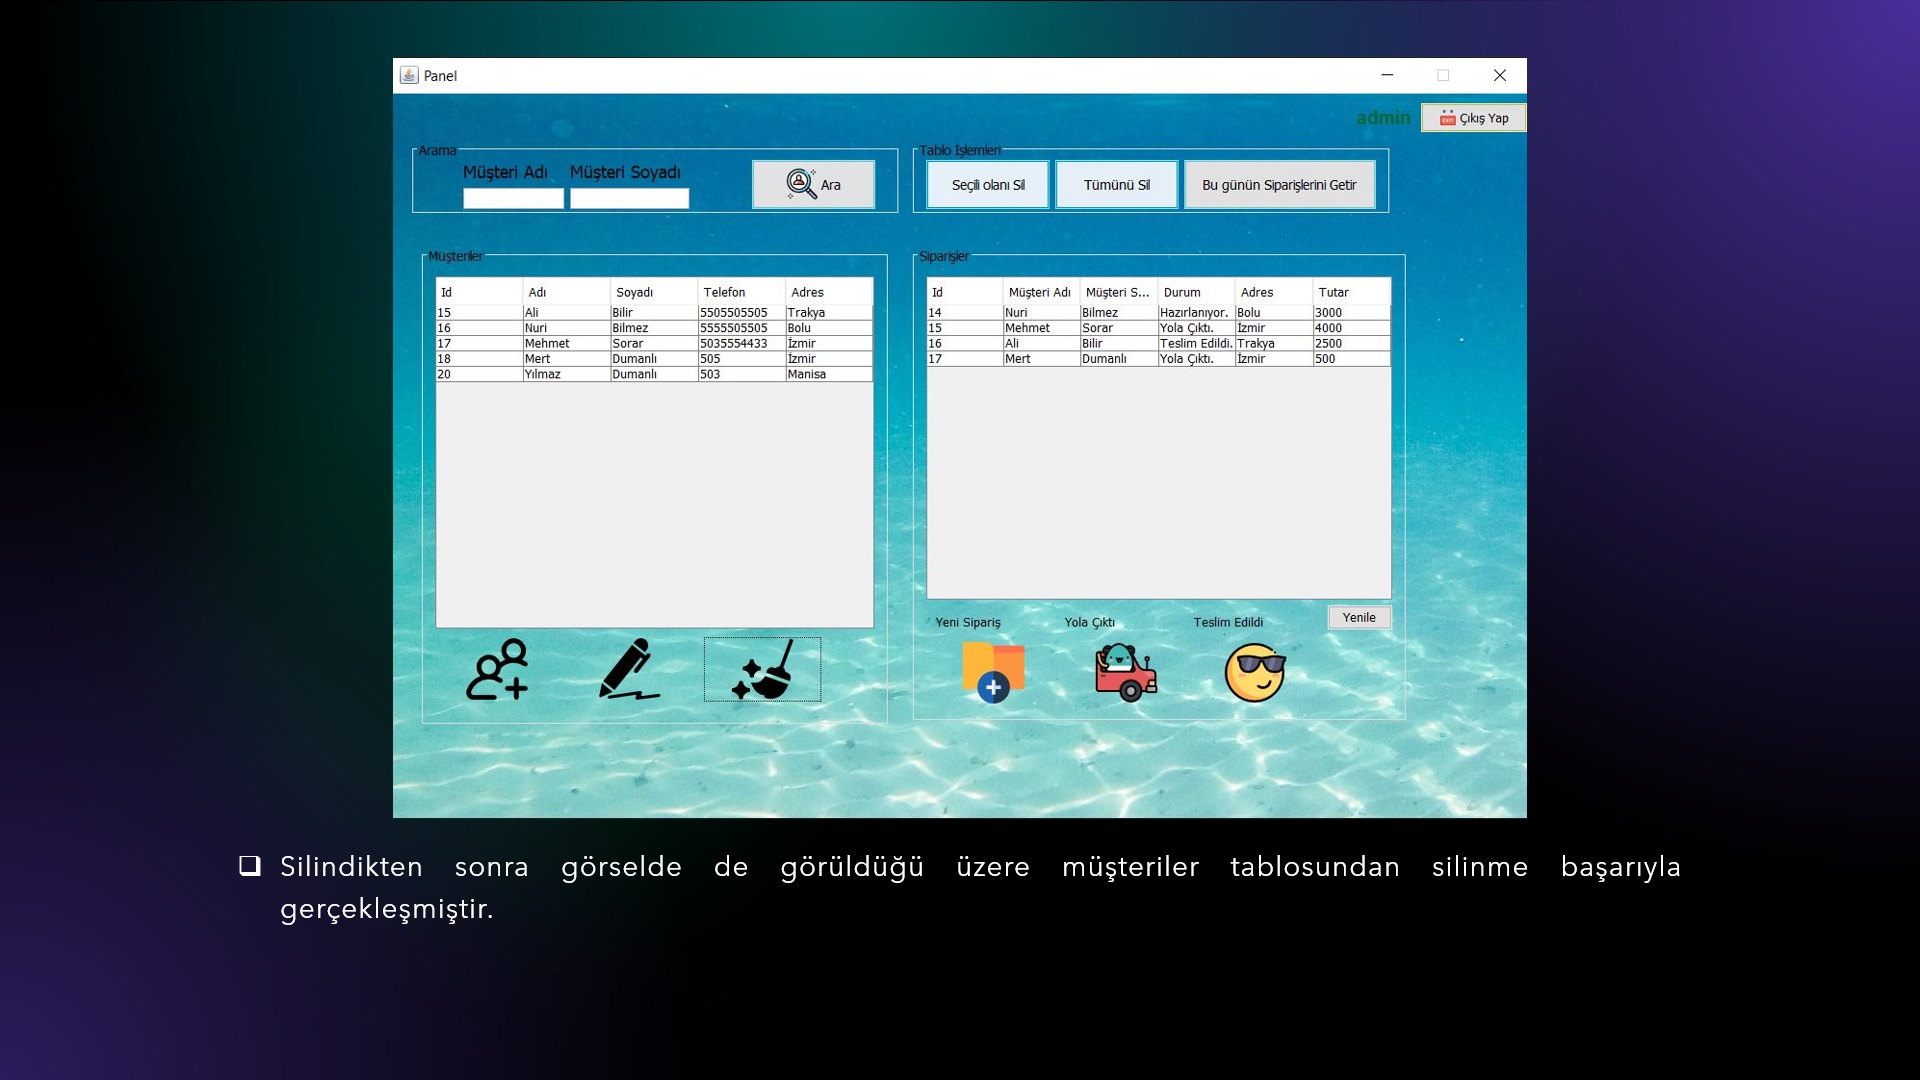 Panel
admin
Çıkış Yap
Arama
Müşteri Adı Müşteri Soyadı
Ara
Tablo İşlemleri
Seçili olanı Sil
Tümünü Sil
Bu günün Siparişlerini Getir
Müşteriler
Id Adı Soyadı Telefon Adres
15 Ali Bilir 5505505505 Trakya
16 Nuri Bilmez 5555505505 Bolu
17 Mehmet Sorar 5035554433 İzmir
18 Mert Dumanlı 505 İzmir
20 Yılmaz Dumanlı 503 Manisa
Siparişler
Id Müşteri Adı Müşteri S... Durum Adres Tutar
14 Nuri Bilmez Hazırlanıyor. Bolu 3000
15 Mehmet Sorar Yola Çıktı. İzmir 4000
16 Ali Bilir Teslim Edildi. Trakya 2500
17 Mert Dumanlı Yola Çıktı. İzmir 500
Yeni Sipariş
Yola Çıktı
Teslim Edildi
Yenile
Silindikten sonra görselde de görüldüğü üzere müşteriler tablosundan silinme başarıyla
gerçekleşmiştir.